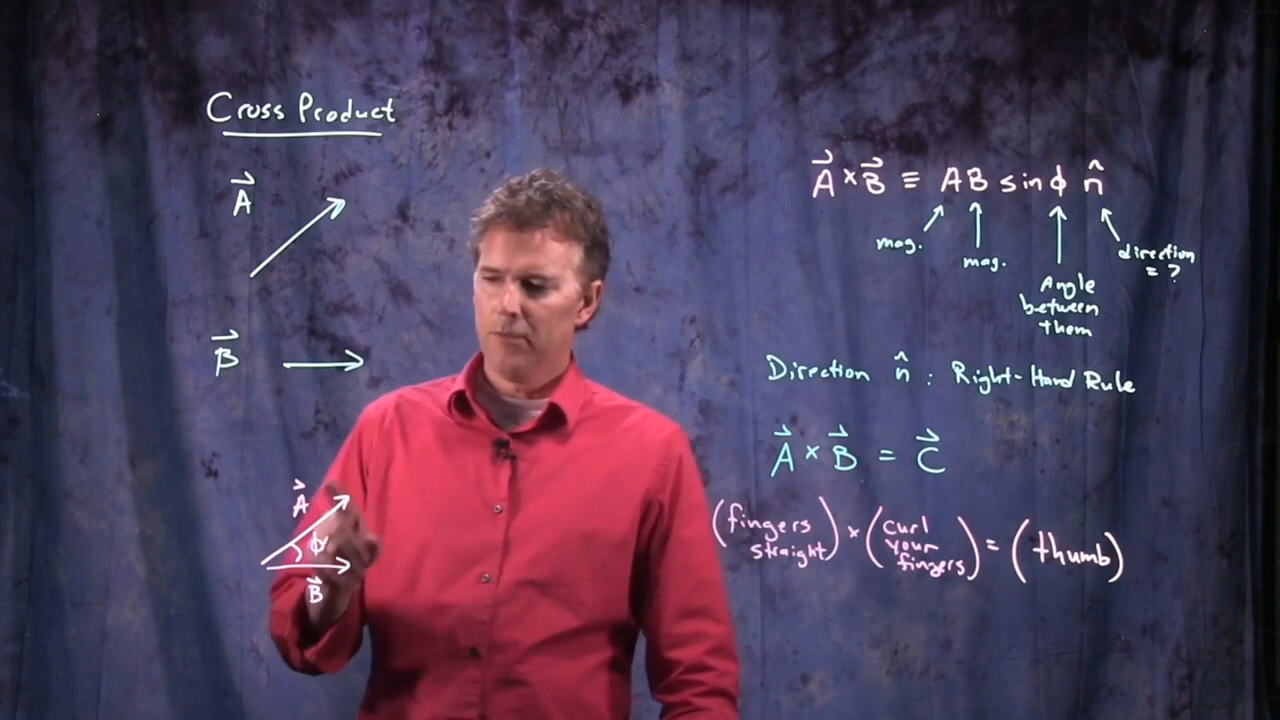 Cross Product
A⃗
B⃗
A⃗
φ
B⃗
A⃗ × B⃗ ≡ A B sin φ n̂
mag.
mag.
Angle
between
them
direction
= ?
Direction n̂ : Right-Hand Rule
A⃗ × B⃗ = C⃗
(fingers straight) × (curl your fingers) = (thumb)